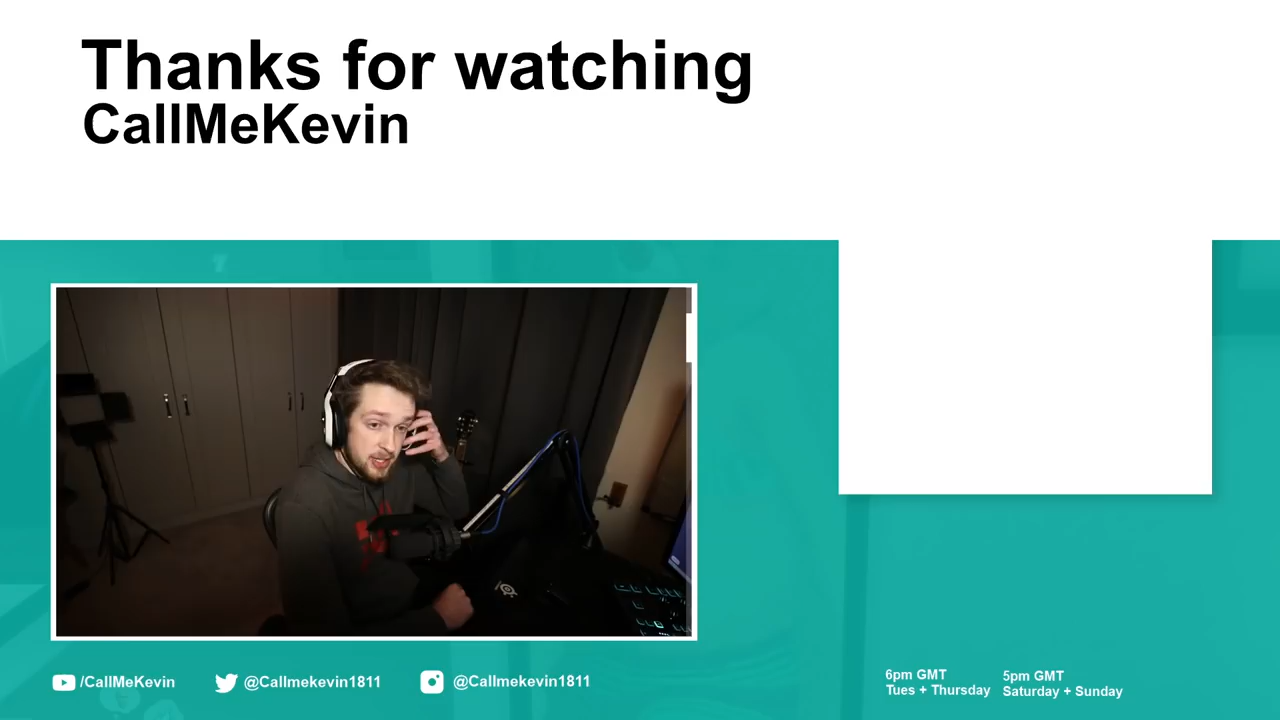 Thanks for watching
CallMeKevin
/CallMeKevin
@Callmekevin1811
@Callmekevin1811
6pm GMT
Tues + Thursday
5pm GMT
Saturday + Sunday